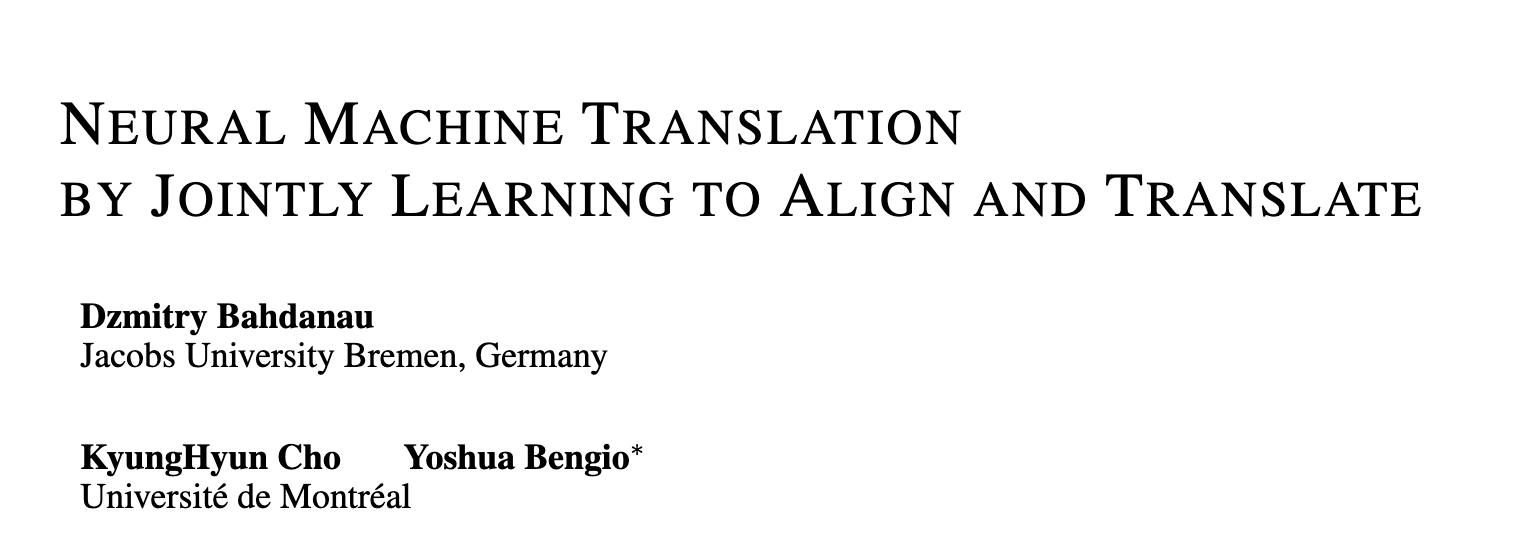 NEURAL MACHINE TRANSLATION
BY JOINTLY LEARNING TO ALIGN AND TRANSLATE
Dzmitry Bahdanau
Jacobs University Bremen, Germany
KyungHyun Cho Yoshua Bengio*
Université de Montréal